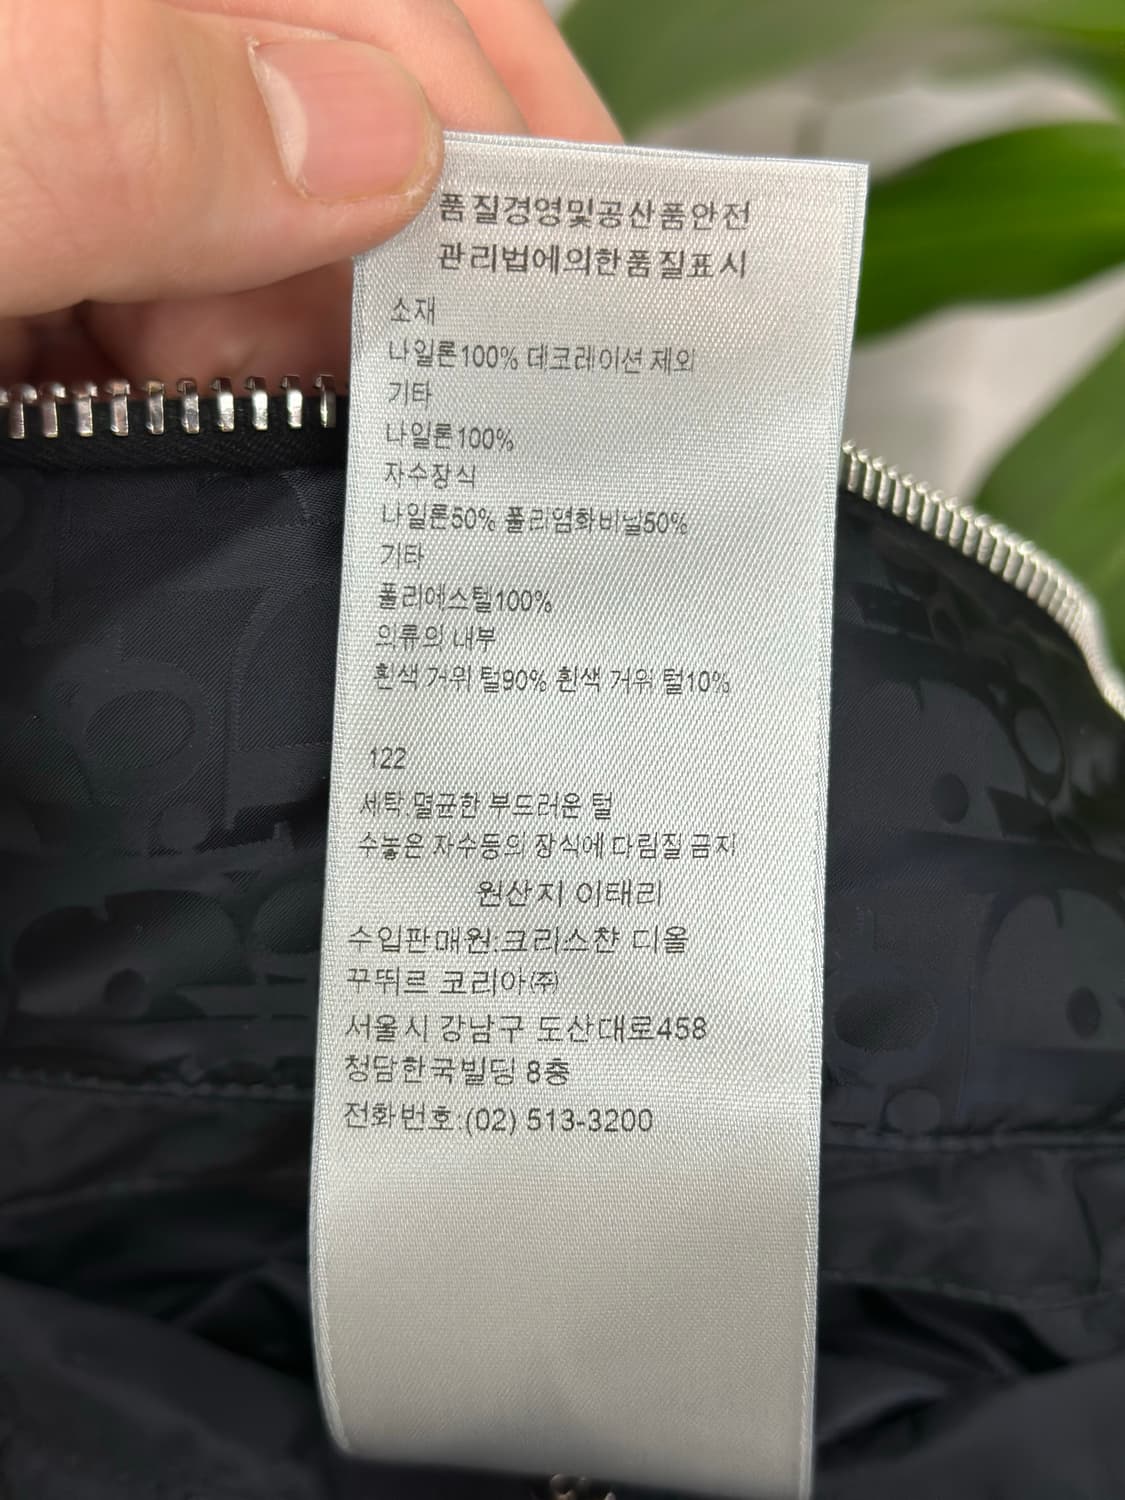 품질경영및공산품안전
관리법에의한품질표시
소재
나일론100% 데코레이션 제외
기타
나일론100%
자수장식
나일론50% 폴리염화비닐50%
기타
폴리에스텔100%
의류의 내부
흰색 거위 털90% 흰색 거위 털10%
122
세탁:멸균한 부드러운 털
수놓은 자수등의 장식에 다림질 금지
원산지 이태리
수입판매원:크리스챤 디올
꾸뛰르 코리아㈜
서울시 강남구 도산대로458
청담한국빌딩 8층
전화번호:(02) 513-3200